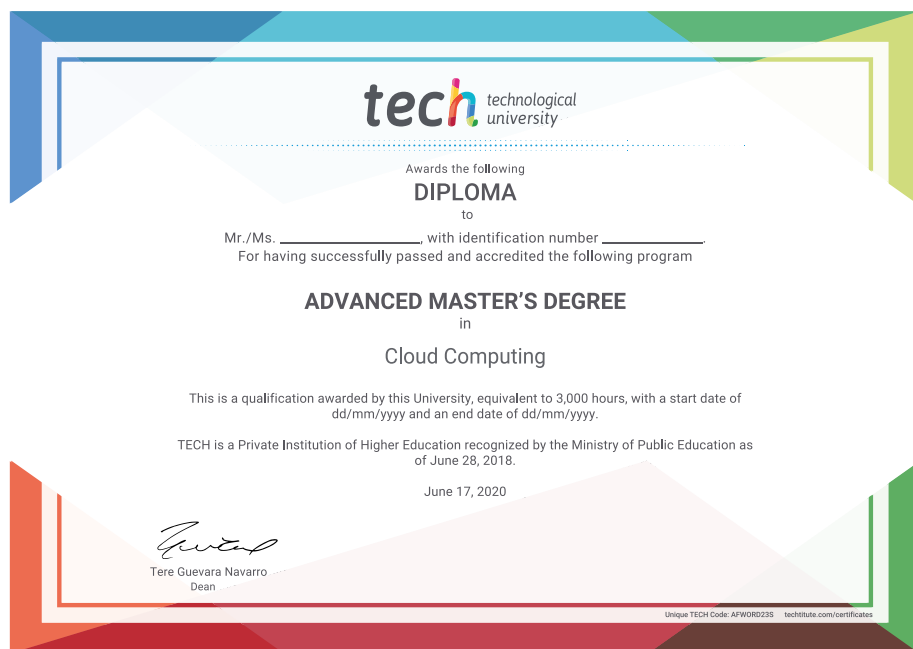 tech technological
university
Awards the following
DIPLOMA
to
Mr./Ms. ____________________, with identification number ______________.
For having successfully passed and accredited the following program
ADVANCED MASTER'S DEGREE
in
Cloud Computing
This is a qualification awarded by this University, equivalent to 3,000 hours, with a start date of
dd/mm/yyyy and an end date of dd/mm/yyyy.
TECH is a Private Institution of Higher Education recognized by the Ministry of Public Education as
of June 28, 2018.
June 17, 2020
Tere Guevara Navarro
Dean
Unique TECH Code: AFWORD23S techtitute.com/certificates